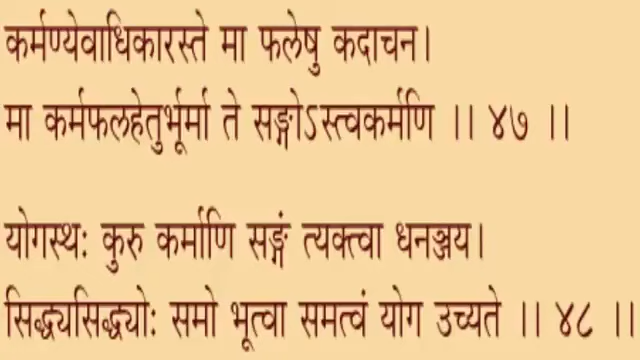 कर्मण्येवाधिकारस्ते मा फलेषु कदाचन।
मा कर्मफलहेतुर्भूर्मा ते सङ्गोऽस्त्वकर्मणि ।। ४७ ।।
योगस्थः कुरु कर्माणि सङ्गं त्यक्त्वा धनञ्जय।
सिद्ध्यसिद्ध्योः समो भूत्वा समत्वं योग उच्यते ।। ४८ ।।